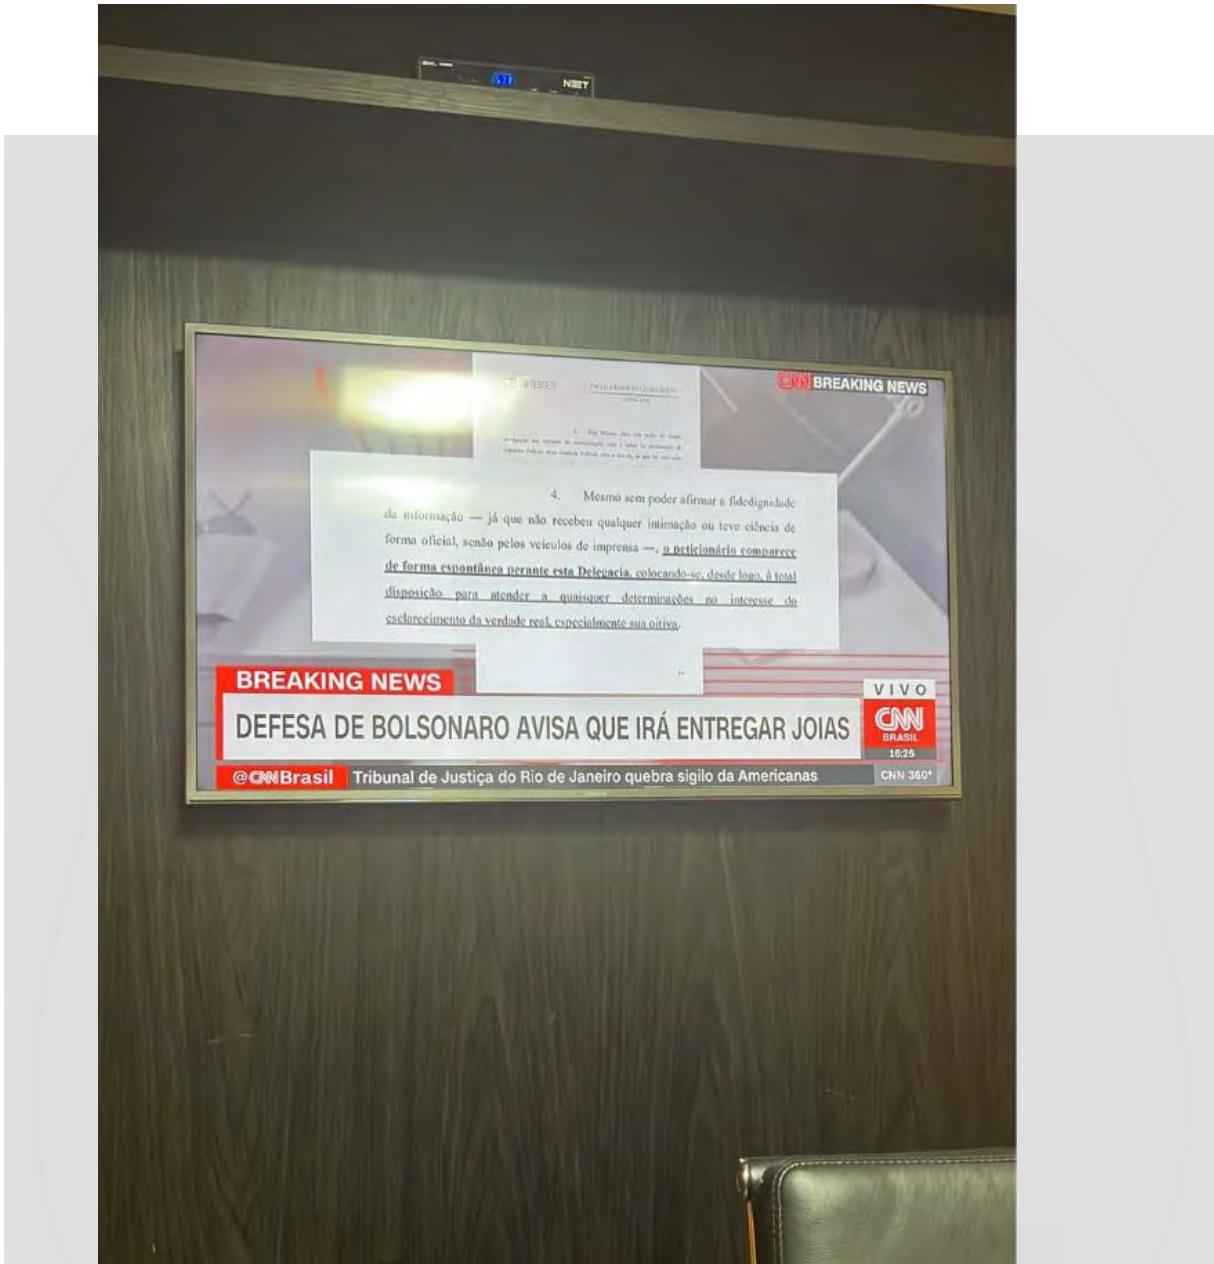 NET
CNN BREAKING NEWS
4. Mesmo sem poder afirmar a fidedignidade
da informação — já que não recebeu qualquer intimação ou teve ciência de
forma oficial, senão pelos veículos de imprensa —, o peticionário comparece
de forma espontânea perante esta Delegacia, colocando-se, desde logo, à total
disposição para atender a quaisquer determinações no interesse do
esclarecimento da verdade real, especialmente sua oitiva.
BREAKING NEWS
VIVO
DEFESA DE BOLSONARO AVISA QUE IRÁ ENTREGAR JOIAS
CNN
BRASIL
16:25
@CNNBrasil Tribunal de Justiça do Rio de Janeiro quebra sigilo da Americanas
CNN 360°